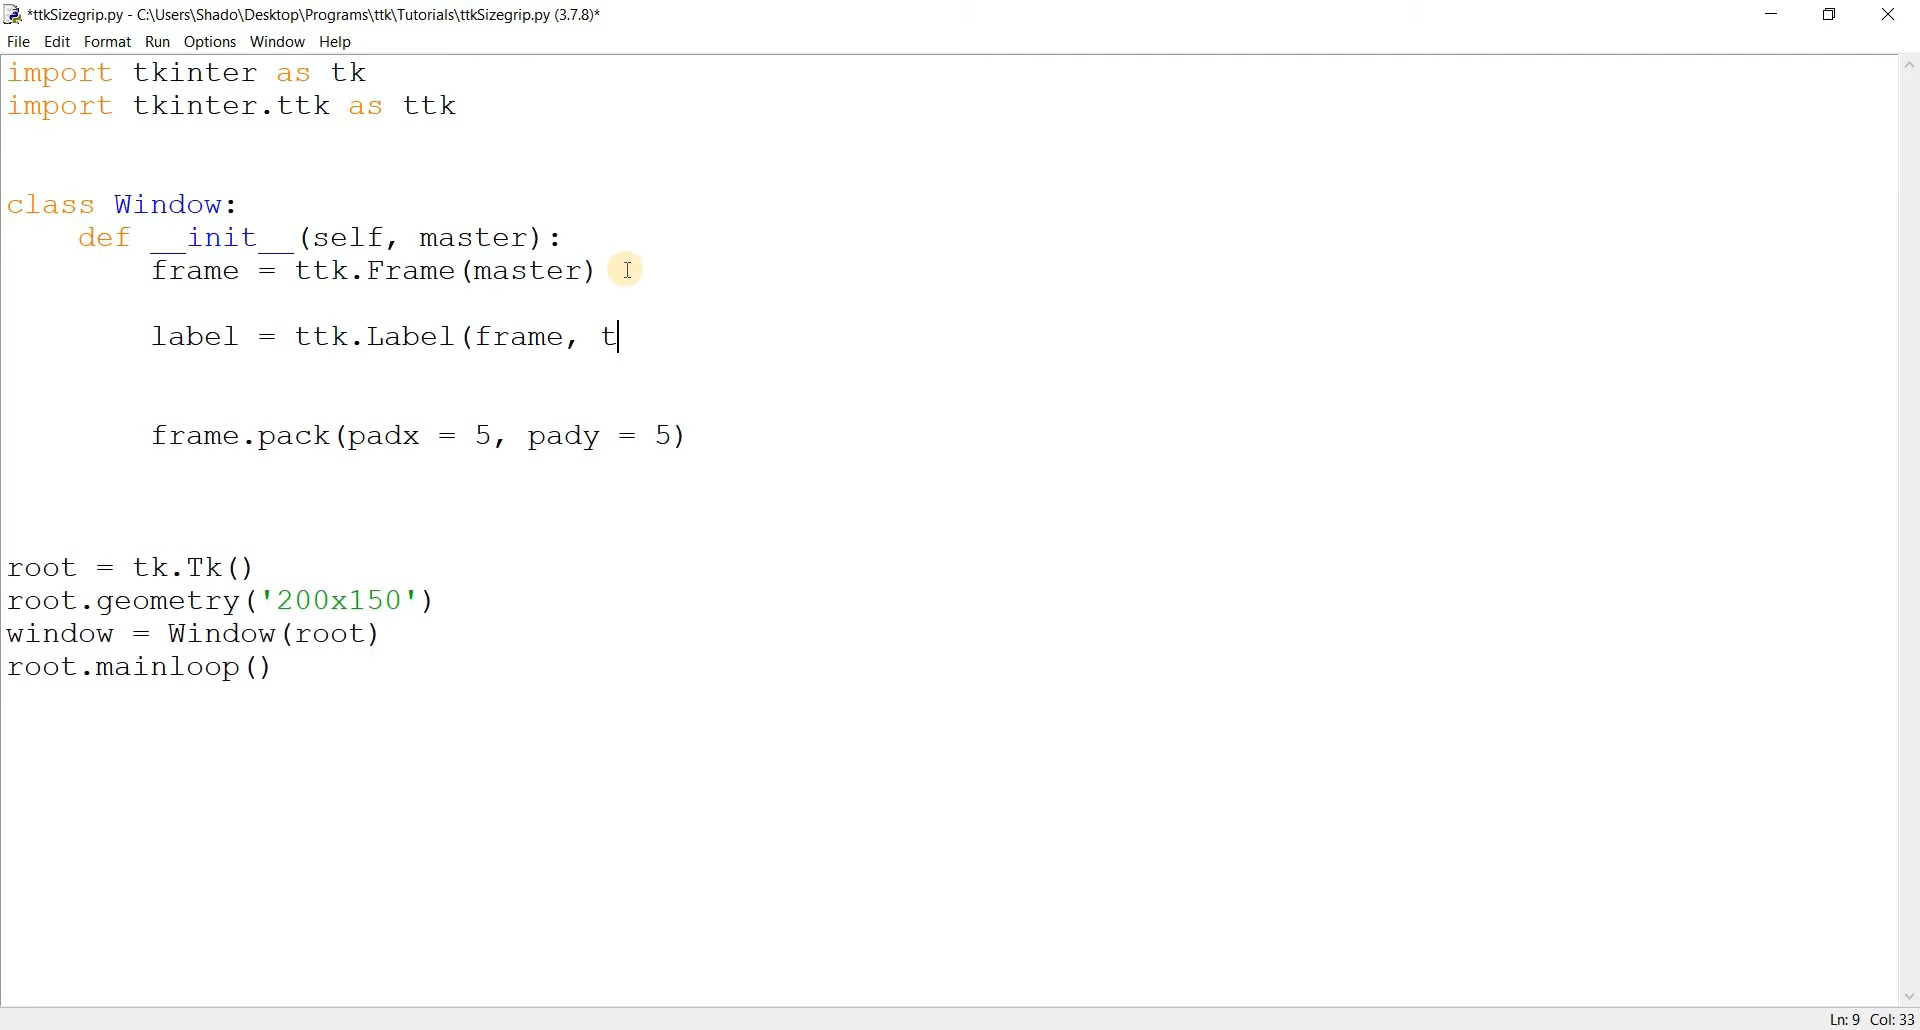 *ttkSizegrip.py - C:\Users\Shado\Desktop\Programs\ttk\Tutorials\ttkSizegrip.py (3.7.8)*
File Edit Format Run Options Window Help
import tkinter as tk
import tkinter.ttk as ttk
class Window:
    def __init__(self, master):
        frame = ttk.Frame(master)
        label = ttk.Label(frame, t
        frame.pack(padx = 5, pady = 5)
root = tk.Tk()
root.geometry('200x150')
window = Window(root)
root.mainloop()
Ln: 9 Col: 33